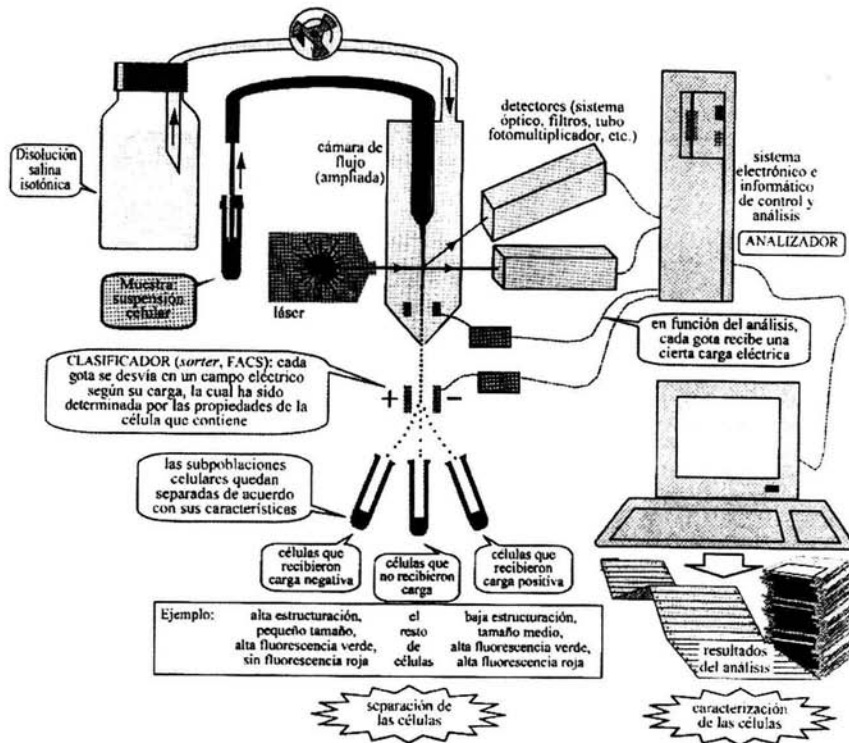 Disolución
salina
isotónica
Muestra:
suspensión
celular
cámara de
flujo
(ampliada)
láser
detectores (sistema
óptico, filtros, tubo
fotomultiplicador, etc.)
sistema
electrónico e
informático
de control y
análisis
ANALIZADOR
en función del análisis,
cada gota recibe una
cierta carga eléctrica
CLASIFICADOR (sorter, FACS): cada
gota se desvía en un campo eléctrico
según su carga, la cual ha sido
determinada por las propiedades de la
célula que contiene
+ −
las subpoblaciones
celulares quedan
separadas de acuerdo
con sus características
células que
recibieron
carga negativa
células que
no recibieron
carga
células que
recibieron
carga positiva
Ejemplo: alta estructuración, el baja estructuración,
pequeño tamaño, resto tamaño medio,
alta fluorescencia verde, de alta fluorescencia verde,
sin fluorescencia roja células alta fluorescencia roja
resultados
del análisis
separación de
las células
caracterización
de las células